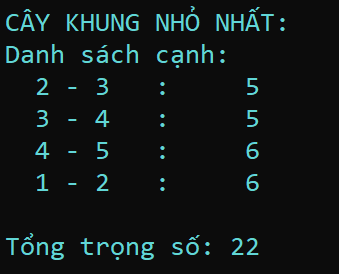 CÂY KHUNG NHỎ NHẤT:
Danh sách cạnh:
2 - 3 : 5
3 - 4 : 5
4 - 5 : 6
1 - 2 : 6
Tổng trọng số: 22